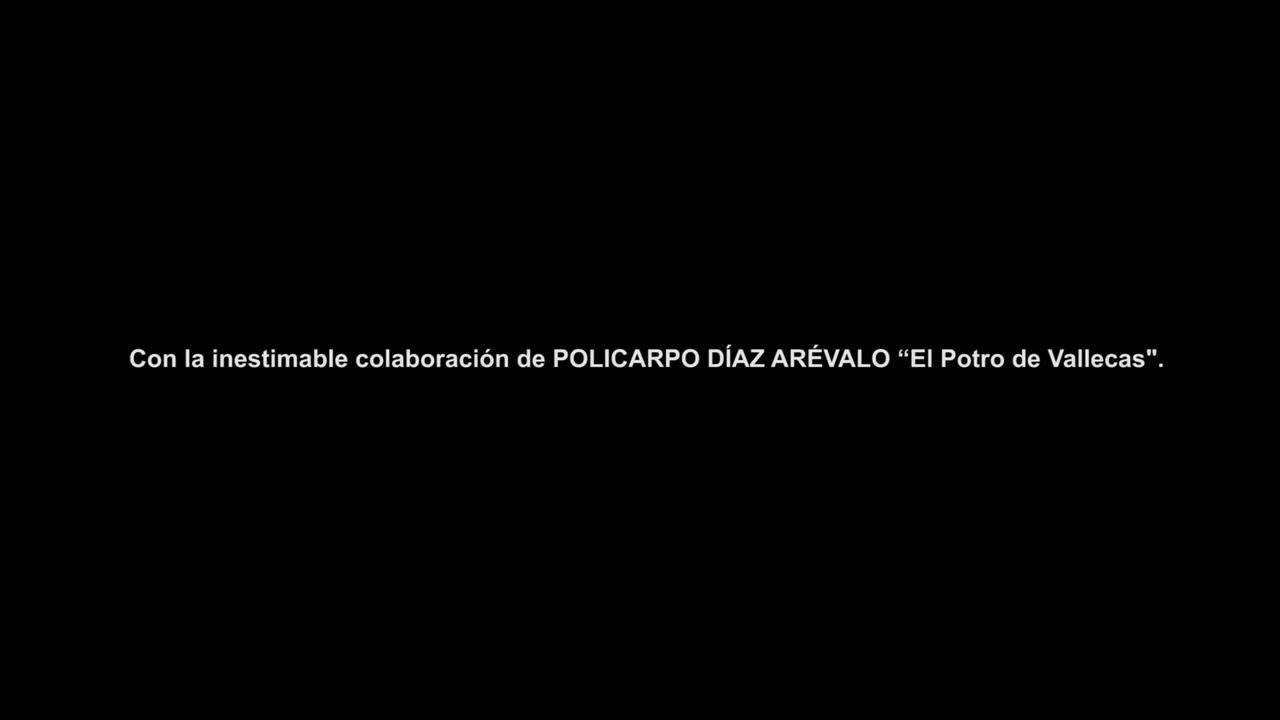 Con la inestimable colaboración de POLICARPO DÍAZ ARÉVALO “El Potro de Vallecas".